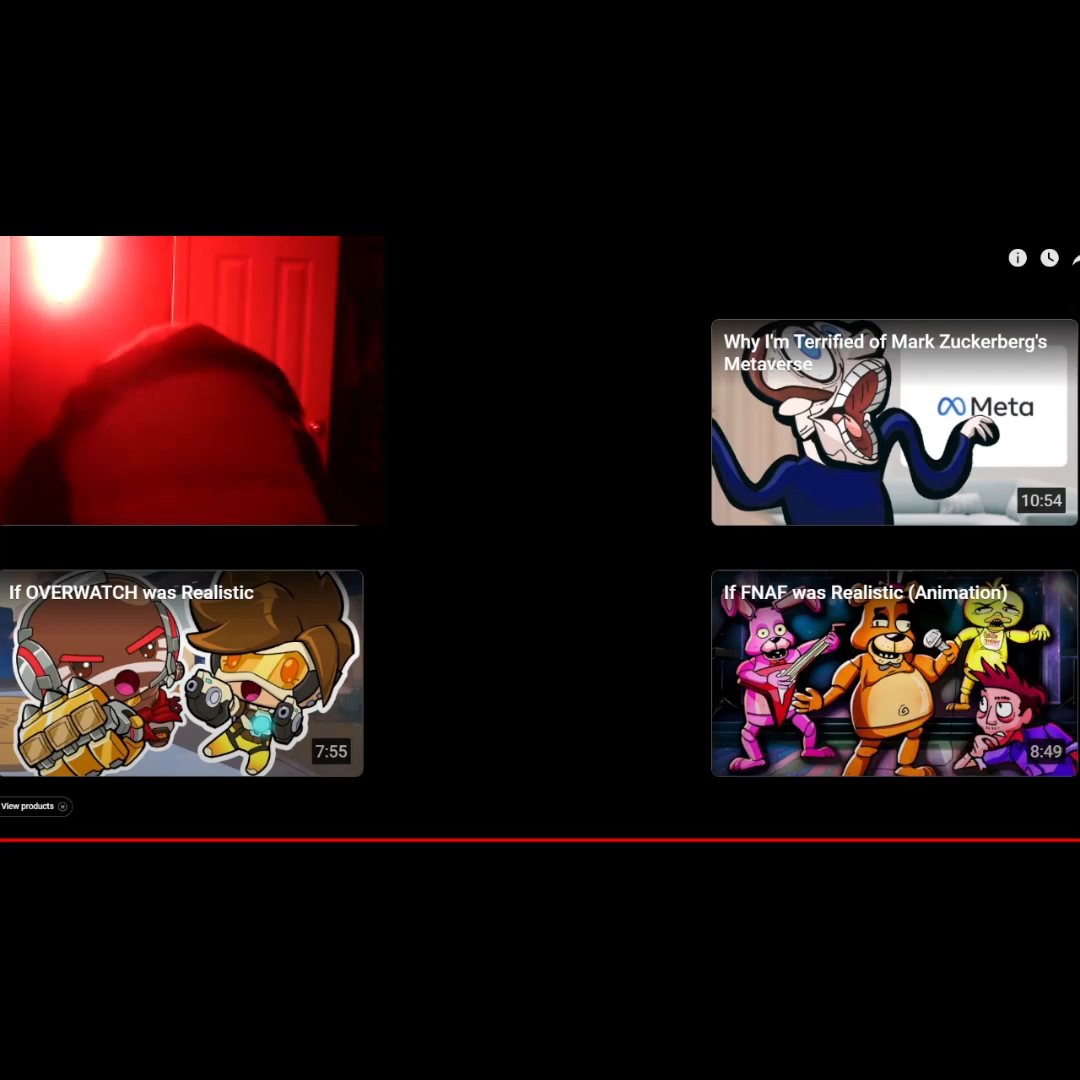 Why I'm Terrified of Mark Zuckerberg's
Metaverse
Meta
10:54
If OVERWATCH was Realistic
7:55
If FNAF was Realistic (Animation)
8:49
View products